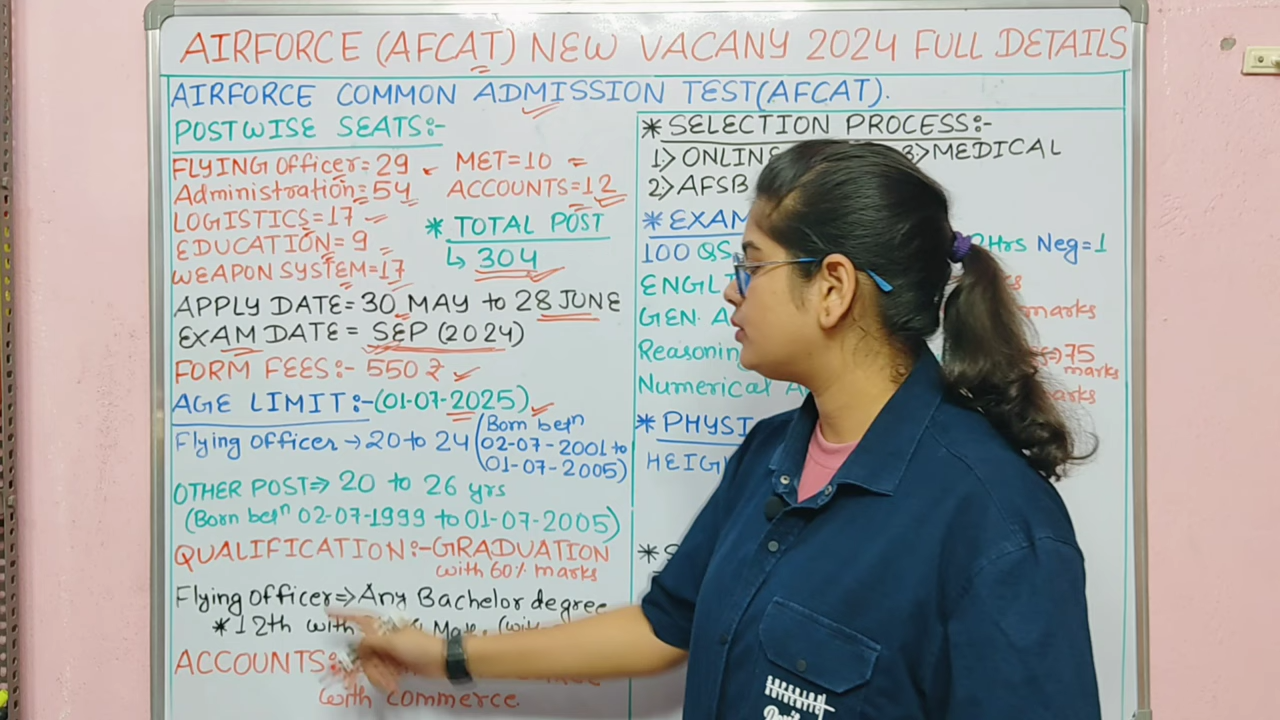 AIRFORCE (AFCAT) NEW VACANY 2024 FULL DETAILS
AIRFORCE COMMON ADMISSION TEST(AFCAT).
POSTWISE SEATS:-
FLYING Officer=29
Administration=54
LOGISTICS=17
EDUCATION=9
WEAPON SYSTEM=17
MET=10
ACCOUNTS=12
* TOTAL POST
↳ 304
APPLY DATE=30 MAY to 28 JUNE
EXAM DATE = SEP (2024)
FORM FEES:- 550 ₹
AGE LIMIT:-(01-07-2025)
Flying officer → 20 to 24 (Born betⁿ
02-07-2001 to
01-07-2005)
OTHER POST⇒ 20 to 26 yrs
(Born betⁿ 02-07-1999 to 01-07-2005)
QUALIFICATION:-GRADUATION
with 60% marks
Flying officer⇒Any Bachelor degree
*12th with
ACCOUNTS:
with commerce.
* SELECTION PROCESS:-
1> ONLINE 3>MEDICAL
2>AFSB
* EXAM
100 QS 2Hrs Neg=1
ENGL
GEN. A marks
Reasoning =>75
marks
Numerical A marks
* PHYSI
HEIG
*